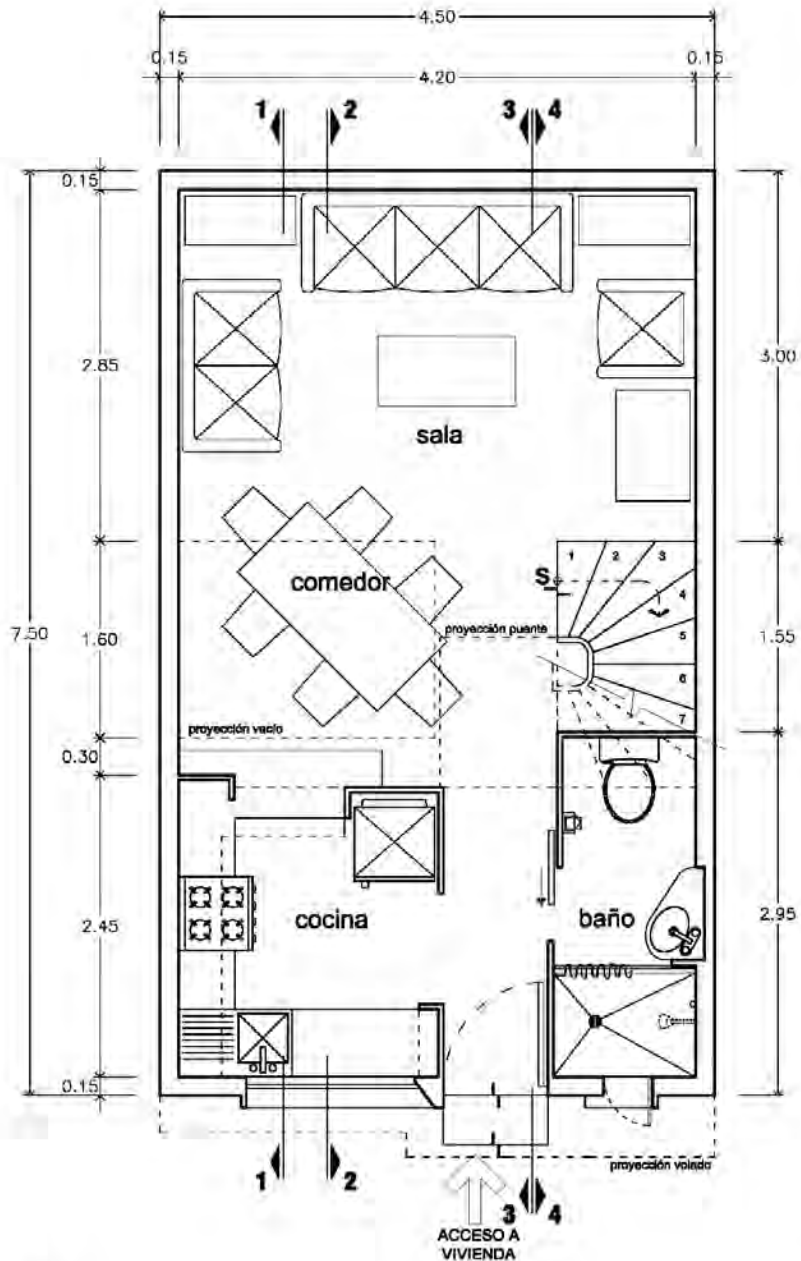 4.50
0.15
4.20
0.15
1 2 3 4
0.15
2.85
7.50
1.60
0.30
2.45
0.15
3.00
1.55
2.95
sala
comedor
S
1
2
3
4
5
6
7
proyección puente
proyección vacío
cocina
baño
proyección volado
1 2 3 4
ACCESO A
VIVIENDA